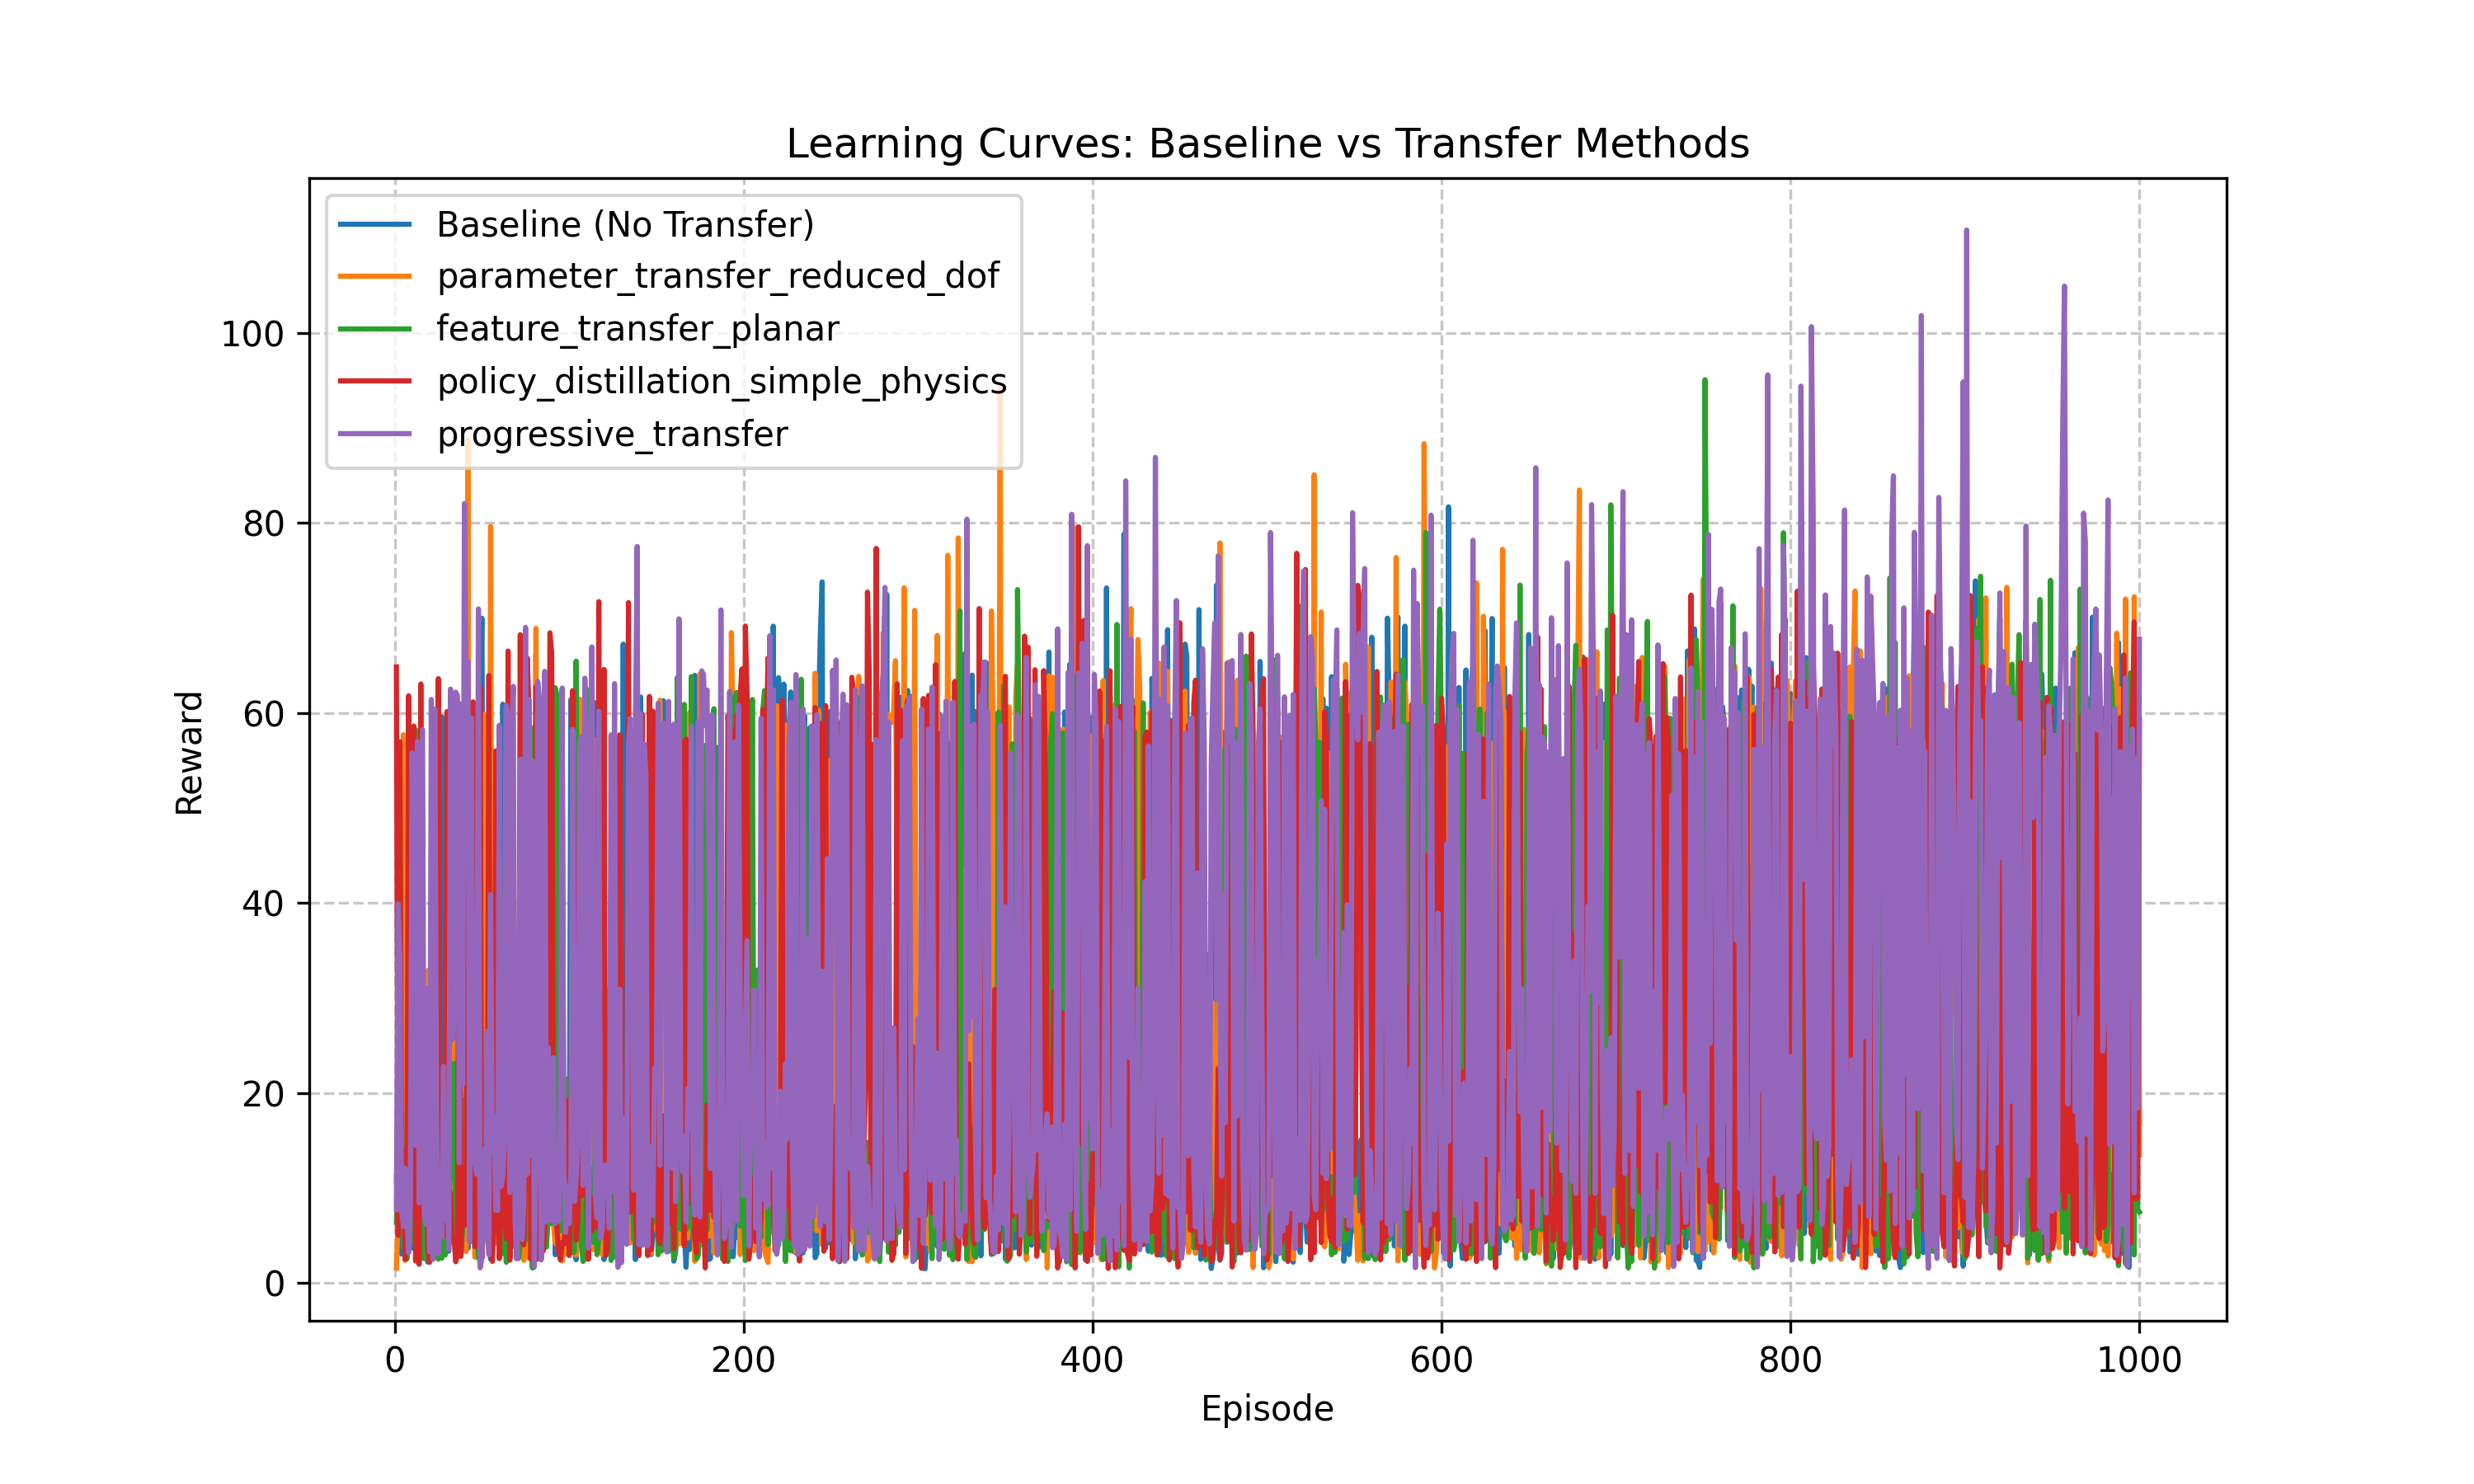 Learning Curves: Baseline vs Transfer Methods
Baseline (No Transfer)
parameter_transfer_reduced_dof
feature_transfer_planar
policy_distillation_simple_physics
progressive_transfer
Reward
100
80
60
40
20
0
0 200 400 600 800 1000
Episode